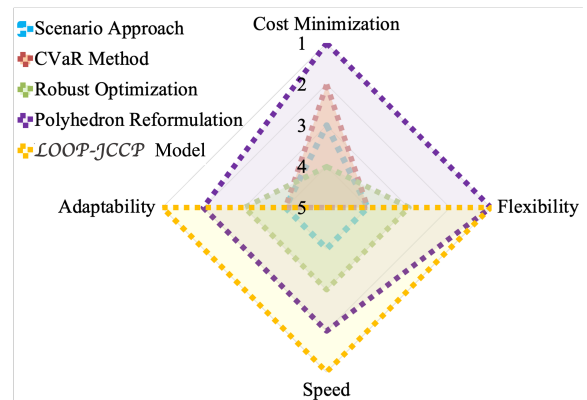 Cost Minimization
Scenario Approach
CVaR Method
Robust Optimization
Polyhedron Reformulation
𝓛𝓞𝓞𝓟-𝓙𝓒𝓒𝓟 Model
1
2
3
4
5
Adaptability
Flexibility
Speed